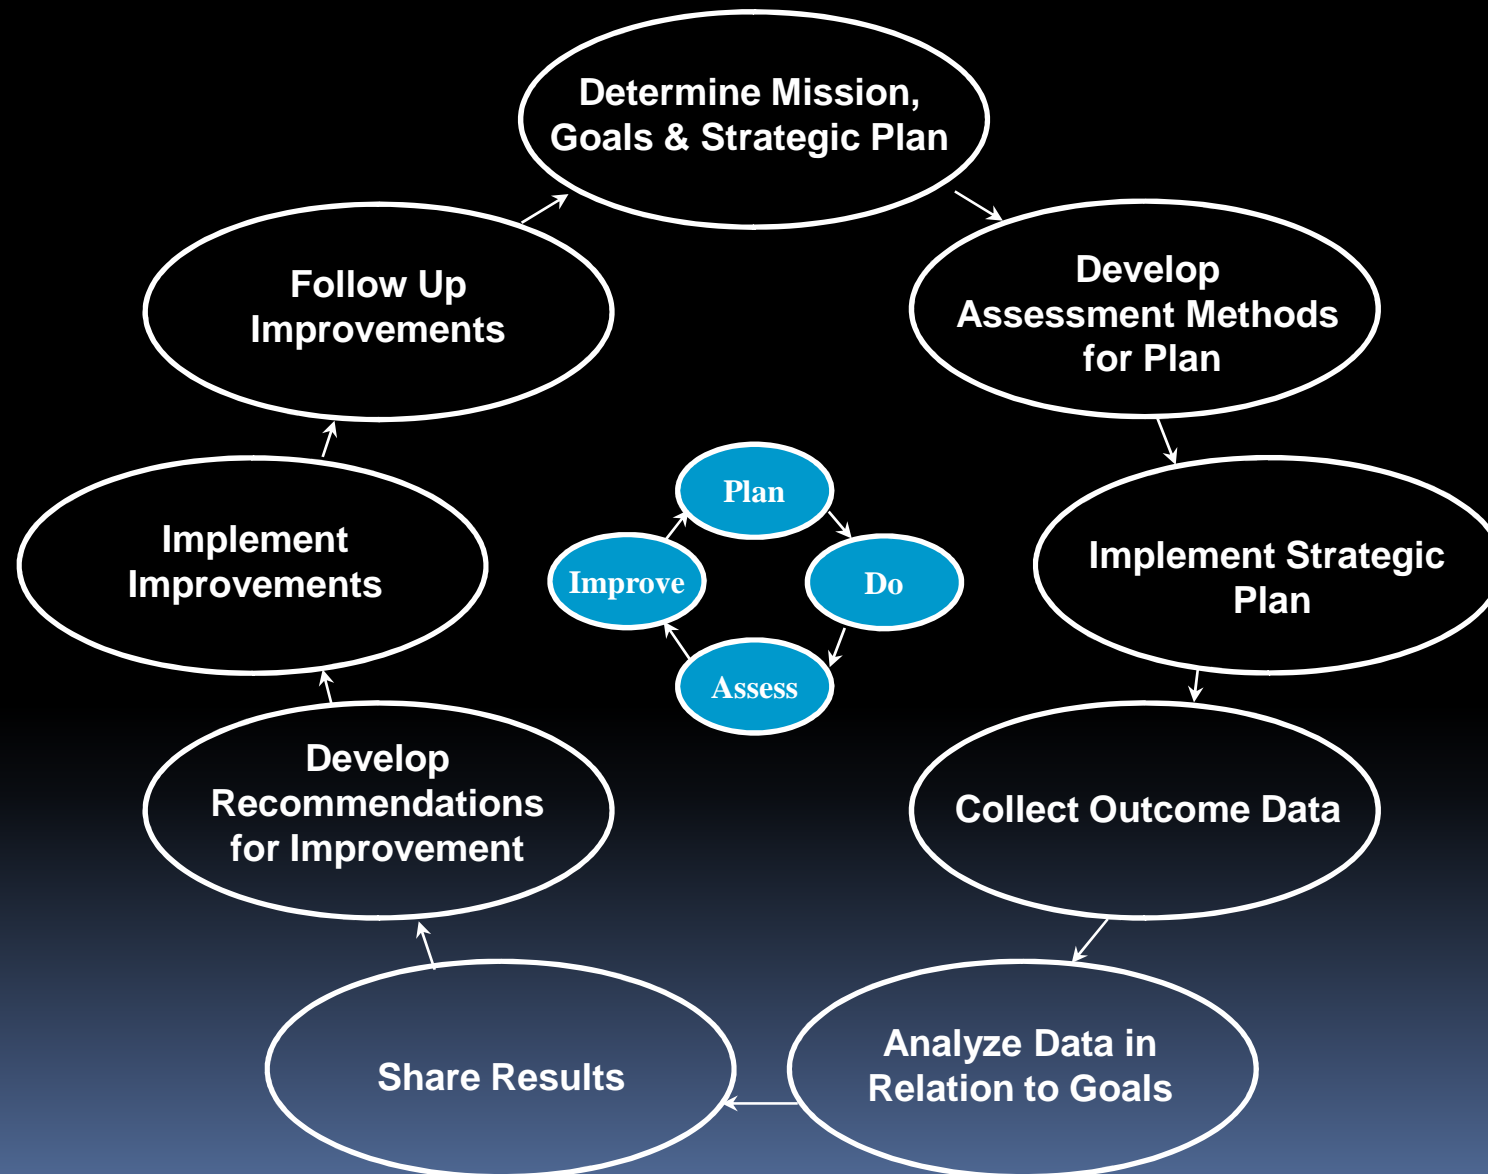 Determine Mission,
Goals & Strategic Plan
Develop
Assessment Methods
for Plan
Implement Strategic
Plan
Collect Outcome Data
Analyze Data in
Relation to Goals
Share Results
Develop
Recommendations
for Improvement
Implement
Improvements
Follow Up
Improvements
Plan
Do
Assess
Improve